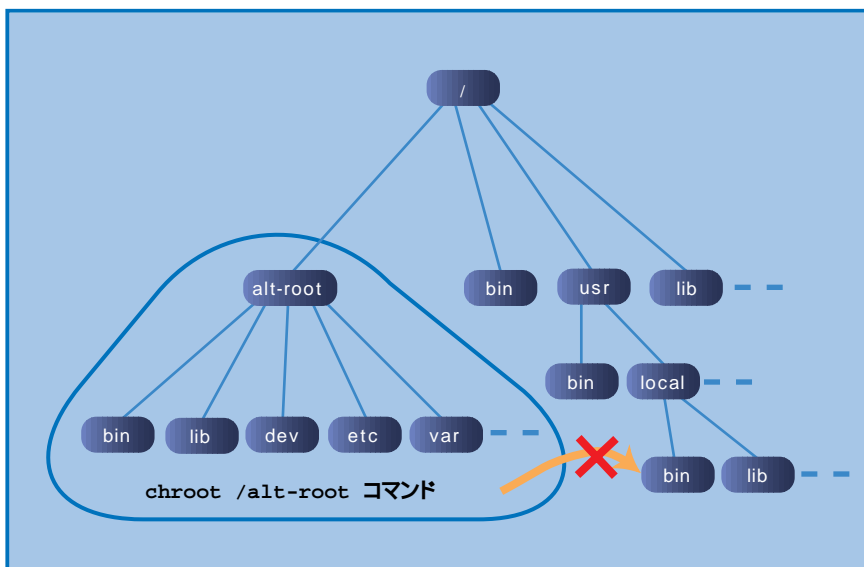 /
alt-root
bin
usr
lib
bin
local
bin
lib
dev
etc
var
bin
lib
chroot /alt-root コマンド